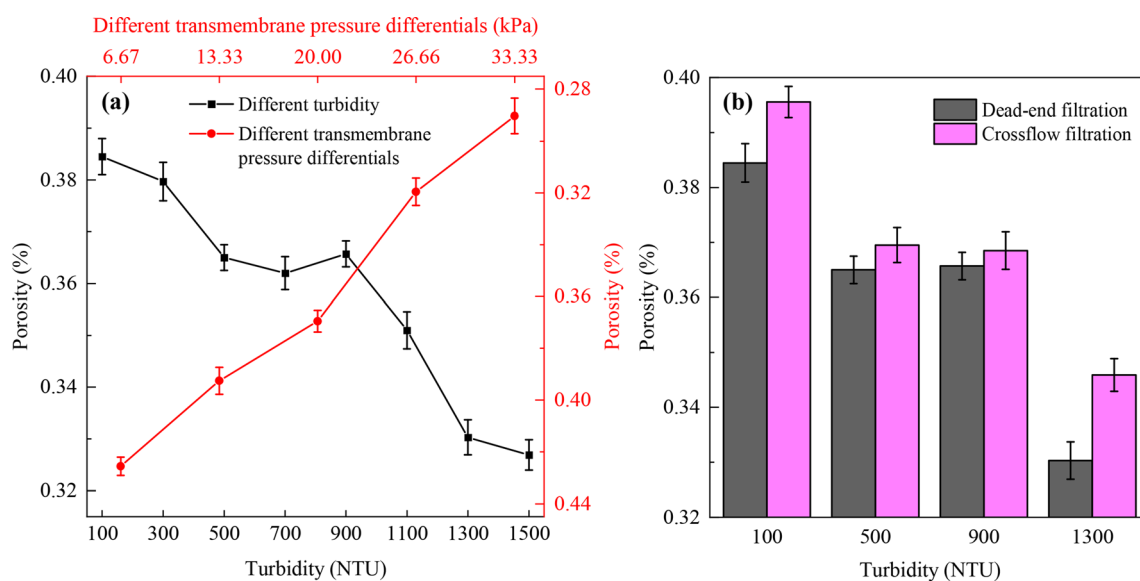 Different transmembrane pressure differentials (kPa)
6.67 13.33 20.00 26.66 33.33
(a)
Different turbidity
Different transmembrane
pressure differentials
0.40
0.38
0.36
0.34
0.32
Porosity (%)
0.28
0.32
0.36
0.40
0.44
Porosity (%)
100 300 500 700 900 1100 1300 1500
Turbidity (NTU)
(b)
Dead-end filtration
Crossflow filtration
0.40
0.38
0.36
0.34
0.32
Porosity (%)
100 500 900 1300
Turbidity (NTU)